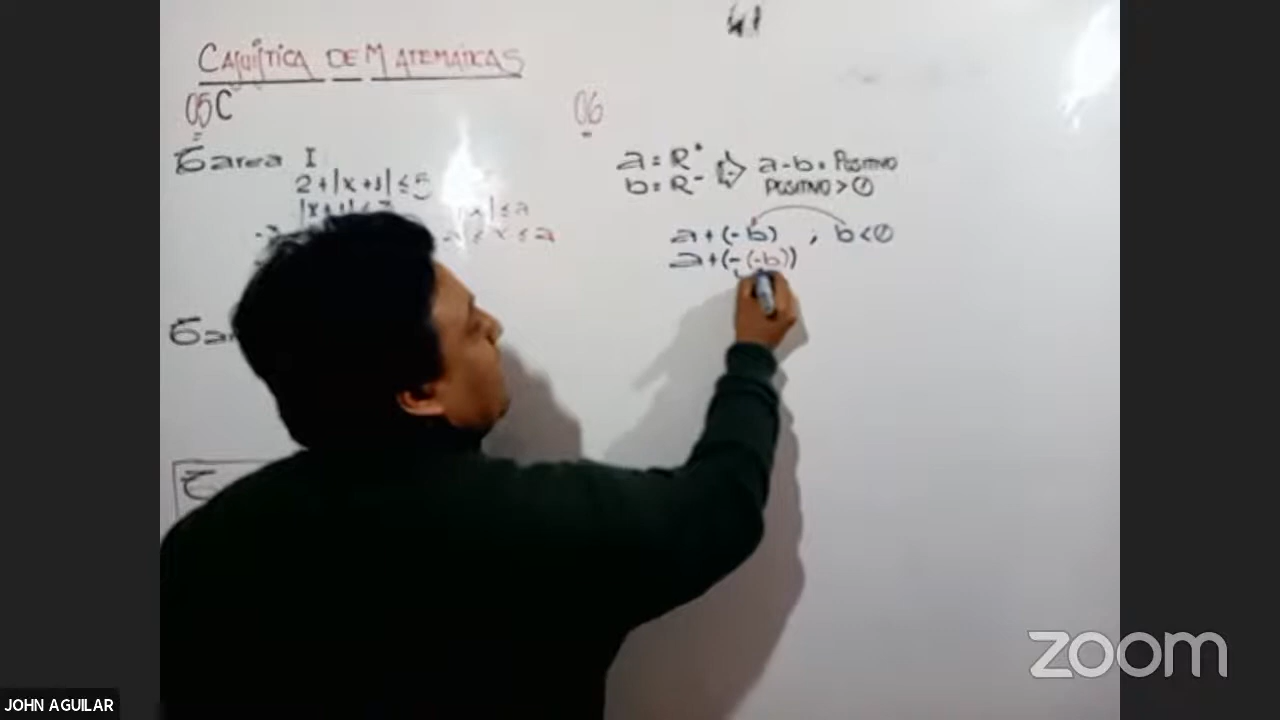 CASUÍSTICA DE MATEMÁTICAS
05C
Tarea I
2+|x+1| ≤ 5
≤ a
≤ x ≤ a
06
a = R⁺
b = R⁻
a-b = POSITIVO
POSITIVO > 0
a+(-b) , b<0
a+(-(-b))
zoom
JOHN AGUILAR